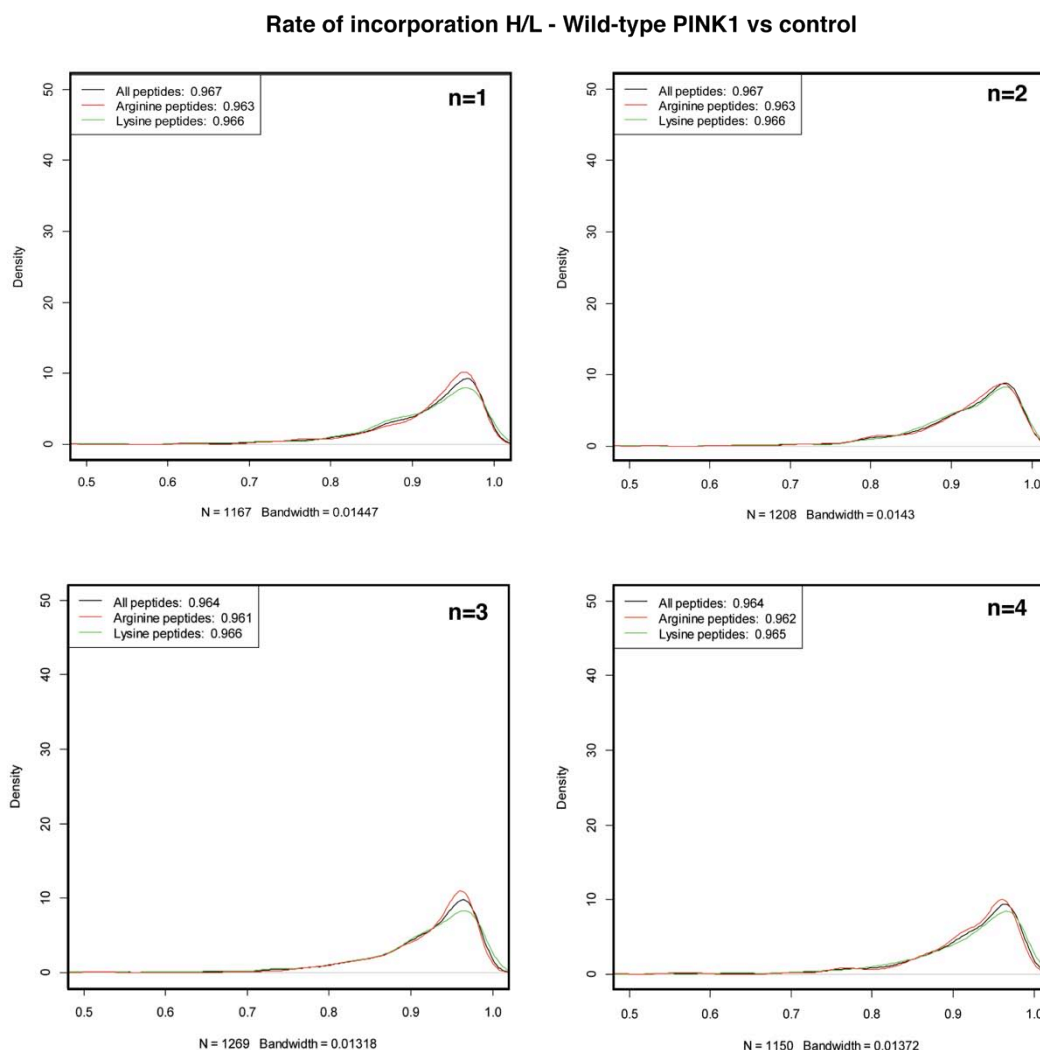 Rate of incorporation H/L - Wild-type PINK1 vs control
All peptides: 0.967
Arginine peptides: 0.963
Lysine peptides: 0.966
n=1
50
40
30
20
10
0
Density
0.5 0.6 0.7 0.8 0.9 1.0
N = 1167 Bandwidth = 0.01447
All peptides: 0.967
Arginine peptides: 0.963
Lysine peptides: 0.966
n=2
50
40
30
20
10
0
Density
0.5 0.6 0.7 0.8 0.9 1.0
N = 1208 Bandwidth = 0.0143
All peptides: 0.964
Arginine peptides: 0.961
Lysine peptides: 0.966
n=3
50
40
30
20
10
0
Density
0.5 0.6 0.7 0.8 0.9 1.0
N = 1269 Bandwidth = 0.01318
All peptides: 0.964
Arginine peptides: 0.962
Lysine peptides: 0.965
n=4
50
40
30
20
10
0
Density
0.5 0.6 0.7 0.8 0.9 1.0
N = 1150 Bandwidth = 0.01372